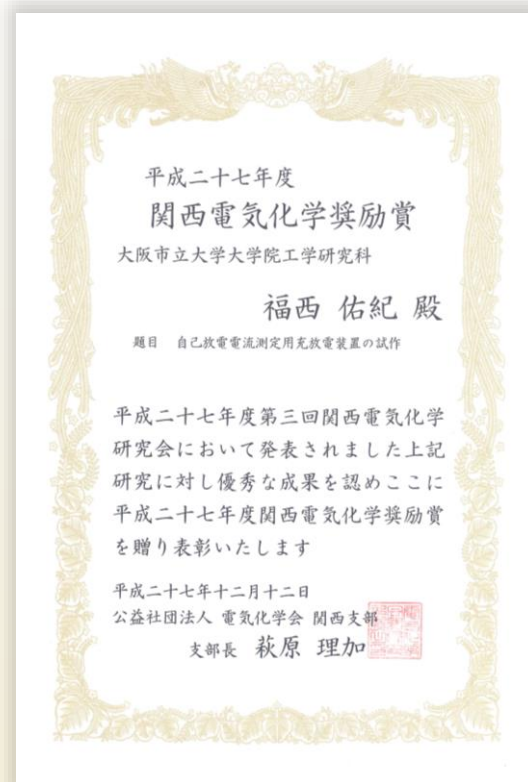 平成二十七年度
関西電気化学奨励賞
大阪市立大学大学院工学研究科
福西 佑紀 殿
題目 自己放電電流測定用充放電装置の試作
平成二十七年度第三回関西電気化学
研究会において発表されました上記
研究に対し優秀な成果を認めここに
平成二十七年度関西電気化学奨励賞
を贈り表彰いたします
平成二十七年十二月十二日
公益社団法人 電気化学会 関西支部
支部長 萩原 理加